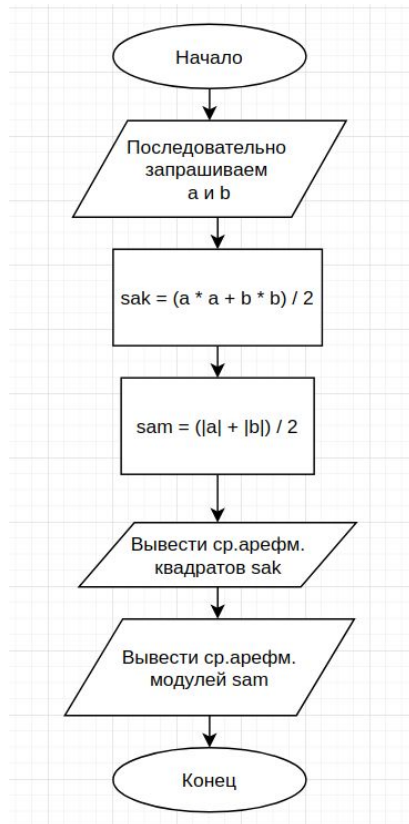 Начало
Последовательно
запрашиваем
a и b
sak = (a * a + b * b) / 2
sam = (|a| + |b|) / 2
Вывести ср.арефм.
квадратов sak
Вывести ср.арефм.
модулей sam
Конец